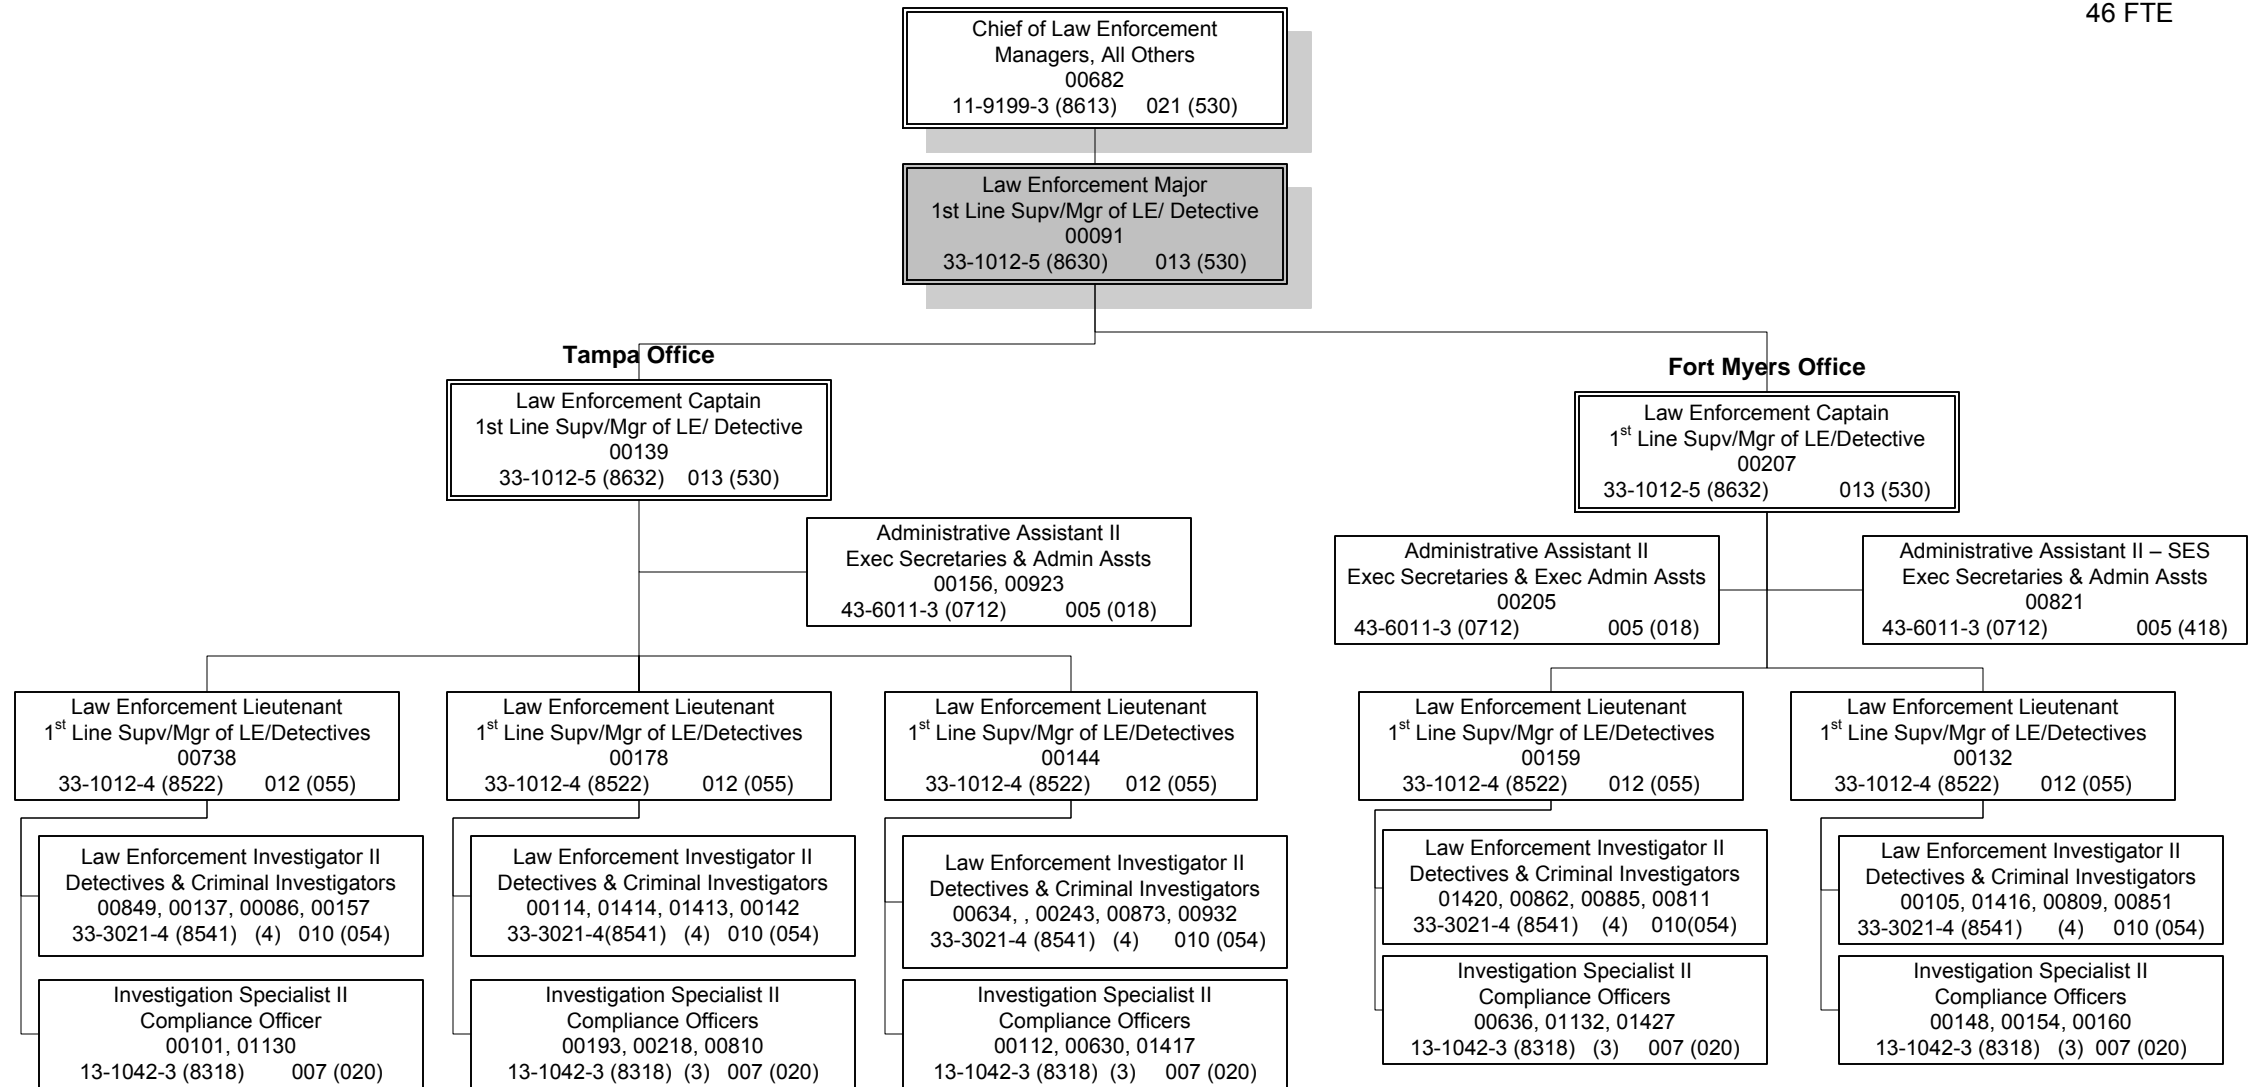 46 FTE
Chief of Law Enforcement
Managers, All Others
00682
11-9199-3 (8613) 021 (530)
Law Enforcement Major
1st Line Supv/Mgr of LE/ Detective
00091
33-1012-5 (8630) 013 (530)
Tampa Office
Law Enforcement Captain
1st Line Supv/Mgr of LE/ Detective
00139
33-1012-5 (8632) 013 (530)
Administrative Assistant II
Exec Secretaries & Admin Assts
00156, 00923
43-6011-3 (0712) 005 (018)
Law Enforcement Lieutenant
1st Line Supv/Mgr of LE/Detectives
00738
33-1012-4 (8522) 012 (055)
Law Enforcement Investigator II
Detectives & Criminal Investigators
00849, 00137, 00086, 00157
33-3021-4 (8541) (4) 010 (054)
Investigation Specialist II
Compliance Officer
00101, 01130
13-1042-3 (8318) 007 (020)
Law Enforcement Lieutenant
1st Line Supv/Mgr of LE/Detectives
00178
33-1012-4 (8522) 012 (055)
Law Enforcement Investigator II
Detectives & Criminal Investigators
00114, 01414, 01413, 00142
33-3021-4(8541) (4) 010 (054)
Investigation Specialist II
Compliance Officers
00193, 00218, 00810
13-1042-3 (8318) (3) 007 (020)
Law Enforcement Lieutenant
1st Line Supv/Mgr of LE/Detectives
00144
33-1012-4 (8522) 012 (055)
Law Enforcement Investigator II
Detectives & Criminal Investigators
00634, , 00243, 00873, 00932
33-3021-4 (8541) (4) 010 (054)
Investigation Specialist II
Compliance Officers
00112, 00630, 01417
13-1042-3 (8318) (3) 007 (020)
Fort Myers Office
Law Enforcement Captain
1st Line Supv/Mgr of LE/Detective
00207
33-1012-5 (8632) 013 (530)
Administrative Assistant II
Exec Secretaries & Exec Admin Assts
00205
43-6011-3 (0712) 005 (018)
Administrative Assistant II – SES
Exec Secretaries & Admin Assts
00821
43-6011-3 (0712) 005 (418)
Law Enforcement Lieutenant
1st Line Supv/Mgr of LE/Detectives
00159
33-1012-4 (8522) 012 (055)
Law Enforcement Investigator II
Detectives & Criminal Investigators
01420, 00862, 00885, 00811
33-3021-4 (8541) (4) 010(054)
Investigation Specialist II
Compliance Officers
00636, 01132, 01427
13-1042-3 (8318) (3) 007 (020)
Law Enforcement Lieutenant
1st Line Supv/Mgr of LE/Detectives
00132
33-1012-4 (8522) 012 (055)
Law Enforcement Investigator II
Detectives & Criminal Investigators
00105, 01416, 00809, 00851
33-3021-4 (8541) (4) 010 (054)
Investigation Specialist II
Compliance Officers
00148, 00154, 00160
13-1042-3 (8318) (3) 007 (020)